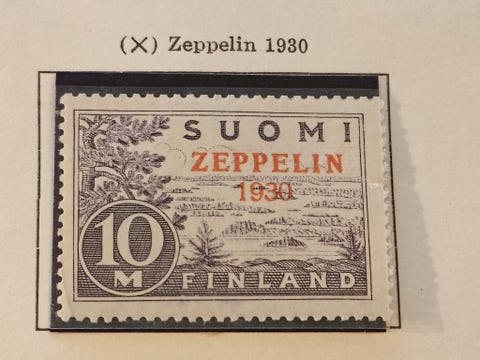 (X) Zeppelin 1930
SUOMI
ZEPPELIN
1930
10
M
FINLAND